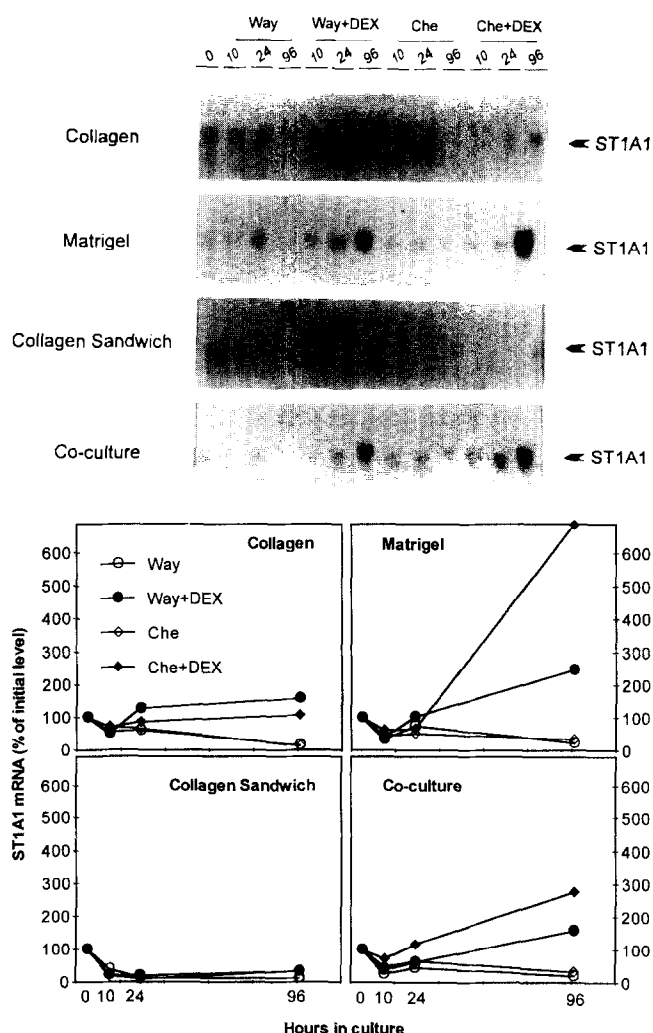 Way Way+DEX Che Che+DEX
0 10 24 96 10 24 96 10 24 96 10 24 96
Collagen ST1A1
Matrigel ST1A1
Collagen Sandwich ST1A1
Co-culture ST1A1
ST1A1 mRNA (% of initial level)
Collagen
Way
Way+DEX
Che
Che+DEX
600
500
400
300
200
100
0
Matrigel
600
500
400
300
200
100
0
Collagen Sandwich
600
500
400
300
200
100
0
0 10 24 96
Co-culture
600
500
400
300
200
100
0
0 10 24 96
Hours in culture